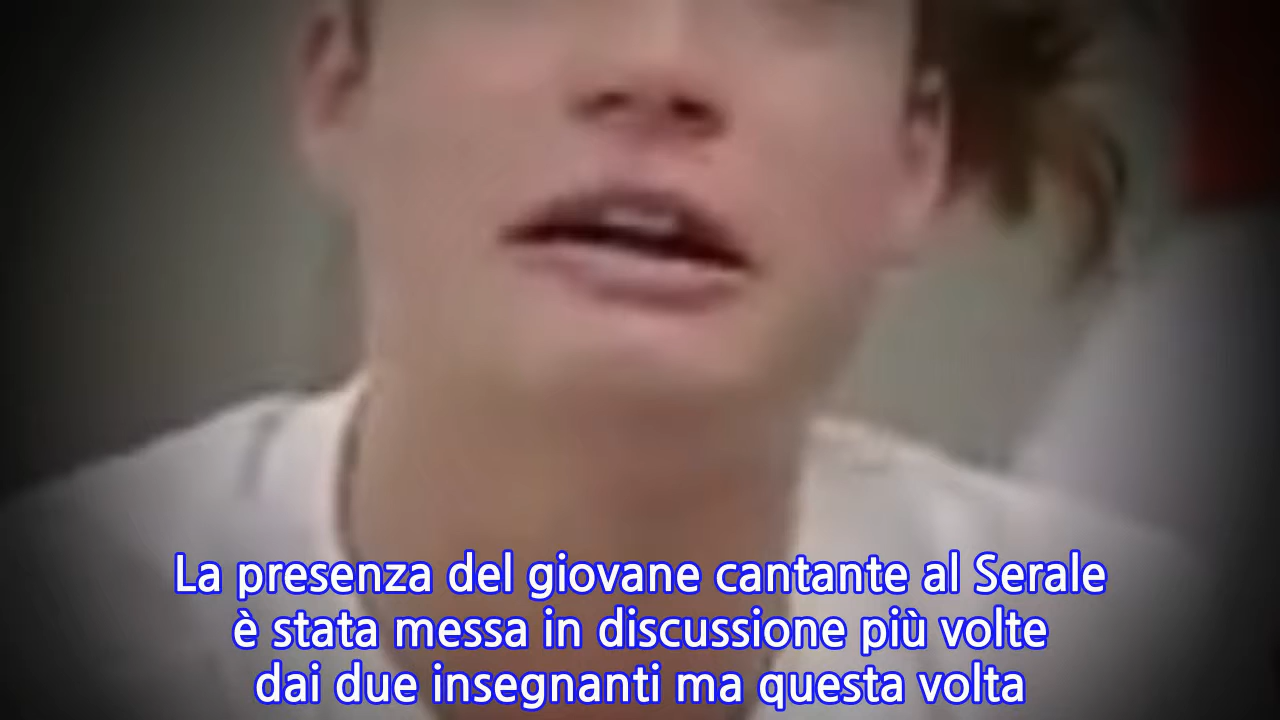 La presenza del giovane cantante al Serale
è stata messa in discussione più volte
dai due insegnanti ma questa volta